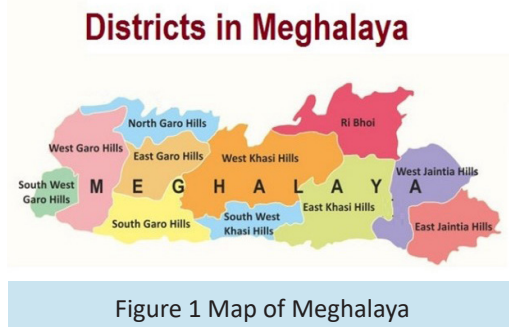 Districts in Meghalaya
North Garo Hills
Ri Bhoi
West Garo Hills
East Garo Hills
West Khasi Hills
West Jaintia Hills
South West
Garo Hills
MEGHALAYA
South Garo Hills
South West
Khasi Hills
East Khasi Hills
East Jaintia Hills
Figure 1 Map of Meghalaya